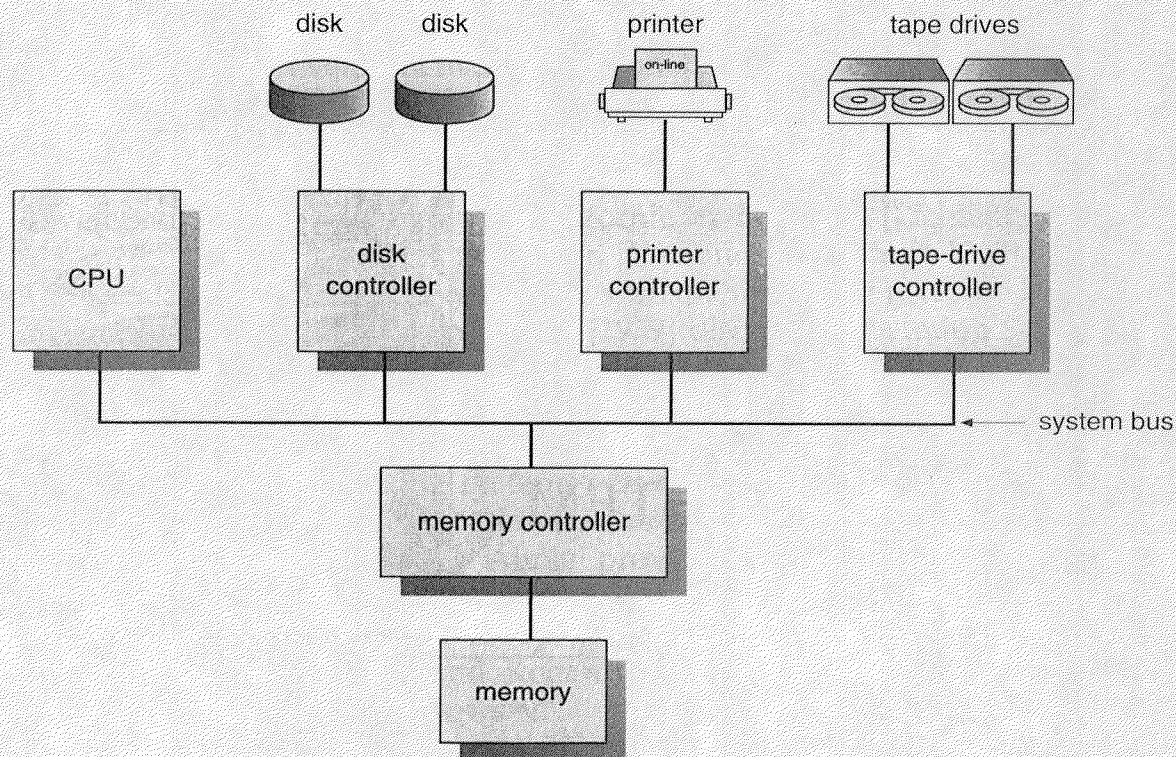 disk
disk
printer
tape drives
on-line
CPU
disk
controller
printer
controller
tape-drive
controller
system bus
memory controller
memory